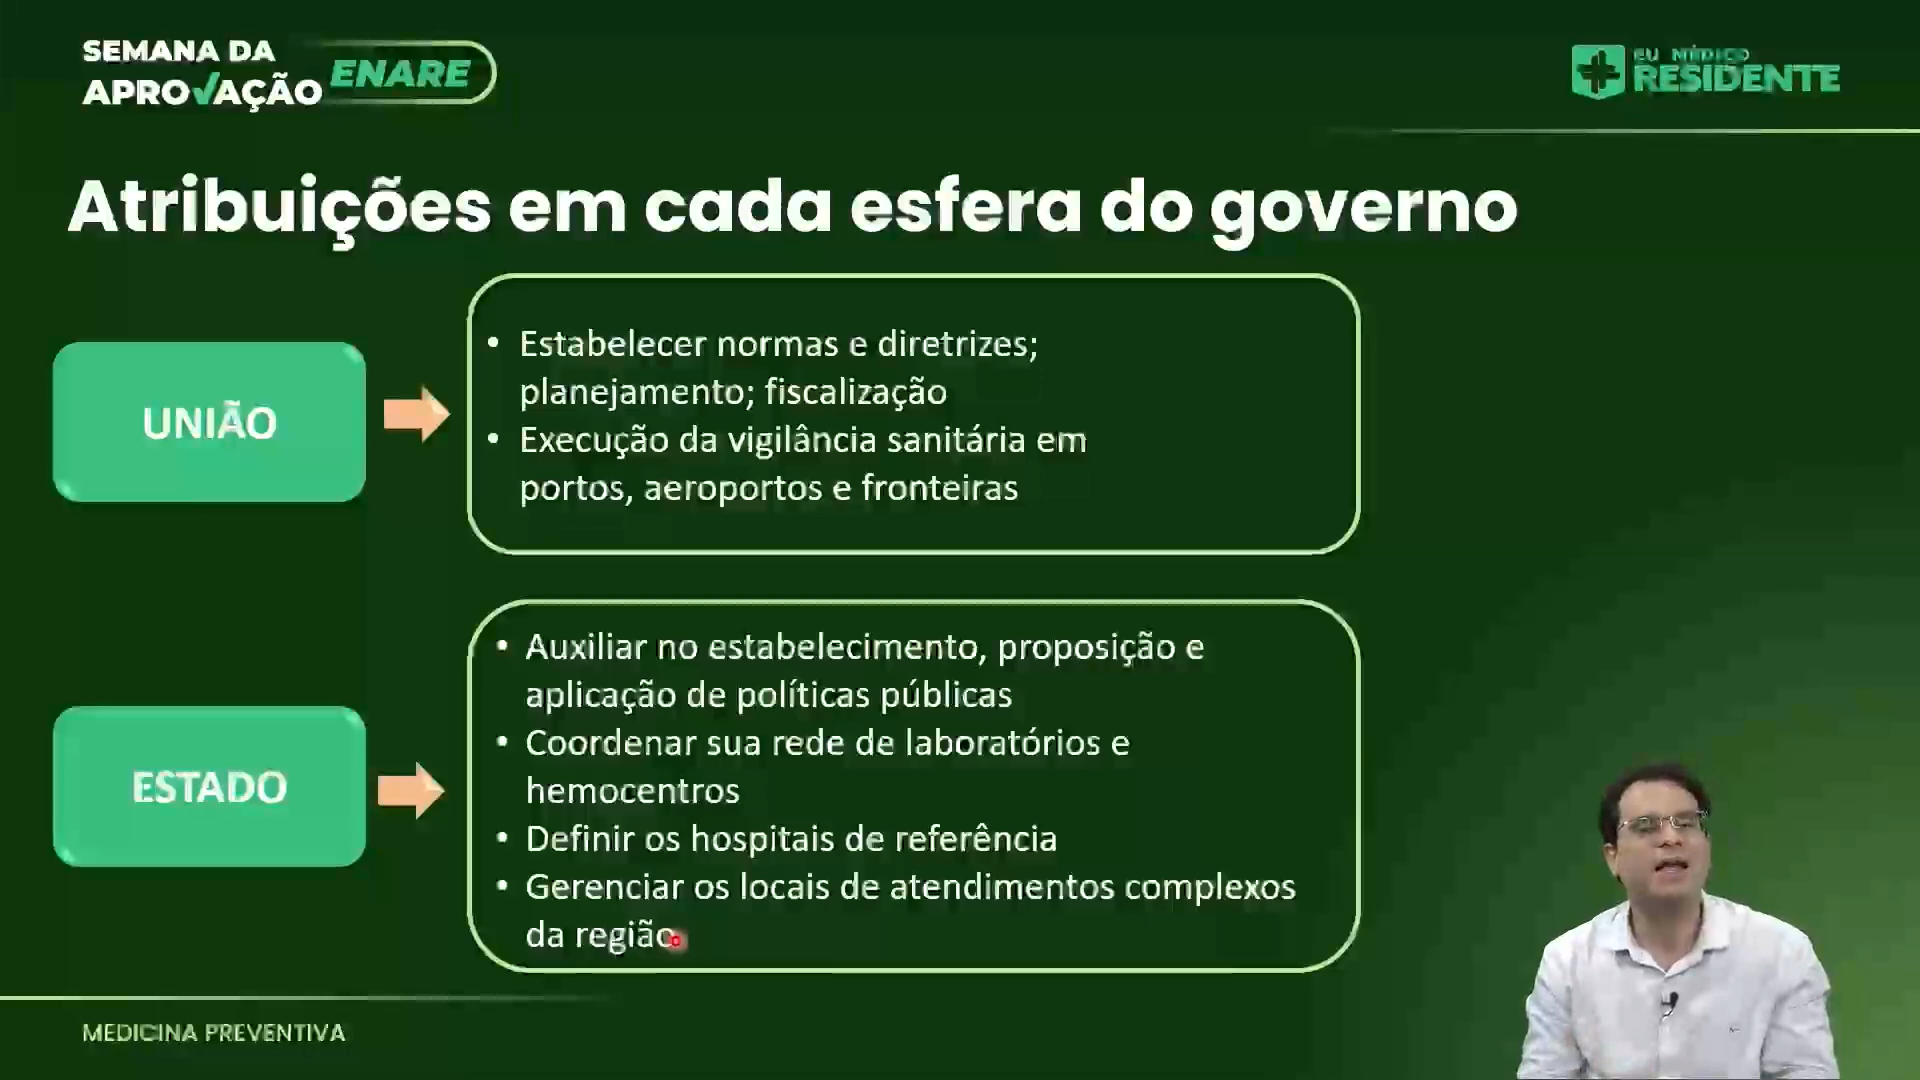 SEMANA DA
APROVAÇÃO
ENARE
EU MÉDICO
RESIDENTE
Atribuições em cada esfera do governo
UNIÃO
• Estabelecer normas e diretrizes;
planejamento; fiscalização
• Execução da vigilância sanitária em
portos, aeroportos e fronteiras
ESTADO
• Auxiliar no estabelecimento, proposição e
aplicação de políticas públicas
• Coordenar sua rede de laboratórios e
hemocentros
• Definir os hospitais de referência
• Gerenciar os locais de atendimentos complexos
da região
MEDICINA PREVENTIVA